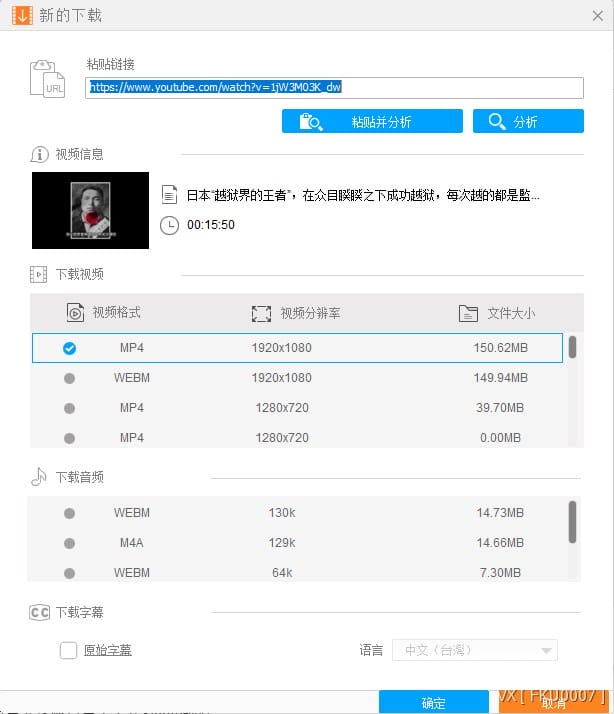 新的下载
粘贴链接
URL
https://www.youtube.com/watch?v=1jW3M03K_dw
粘贴并分析
分析
视频信息
日本“越狱界的王者”，在众目睽睽之下成功越狱，每次越的都是監...
00:15:50
下载视频
视频格式 视频分辨率 文件大小
MP4 1920x1080 150.62MB
WEBM 1920x1080 149.94MB
MP4 1280x720 39.70MB
MP4 1280x720 0.00MB
下载音频
WEBM 130k 14.73MB
M4A 129k 14.66MB
WEBM 64k 7.30MB
CC 下载字幕
原始字幕 语言 中文（台灣）
确定 取消
VX [ FKJ0007 ]